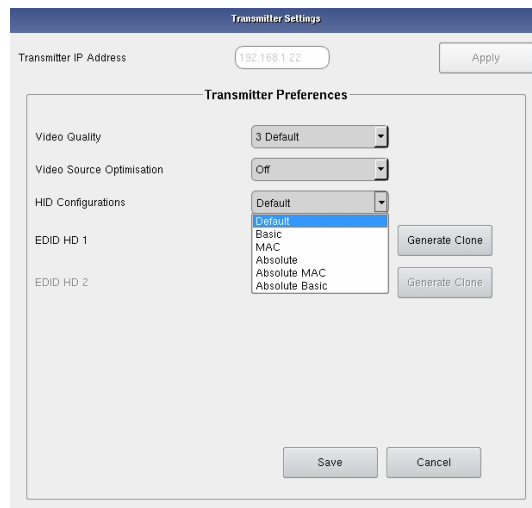 Transmitter Settings
Transmitter IP Address 192.168.1.22 Apply
Transmitter Preferences
Video Quality 3 Default
Video Source Optimisation Off
HID Configurations Default
Default
Basic
EDID HD 1 MAC Generate Clone
Absolute
Absolute MAC
EDID HD 2 Absolute Basic Generate Clone
Save Cancel